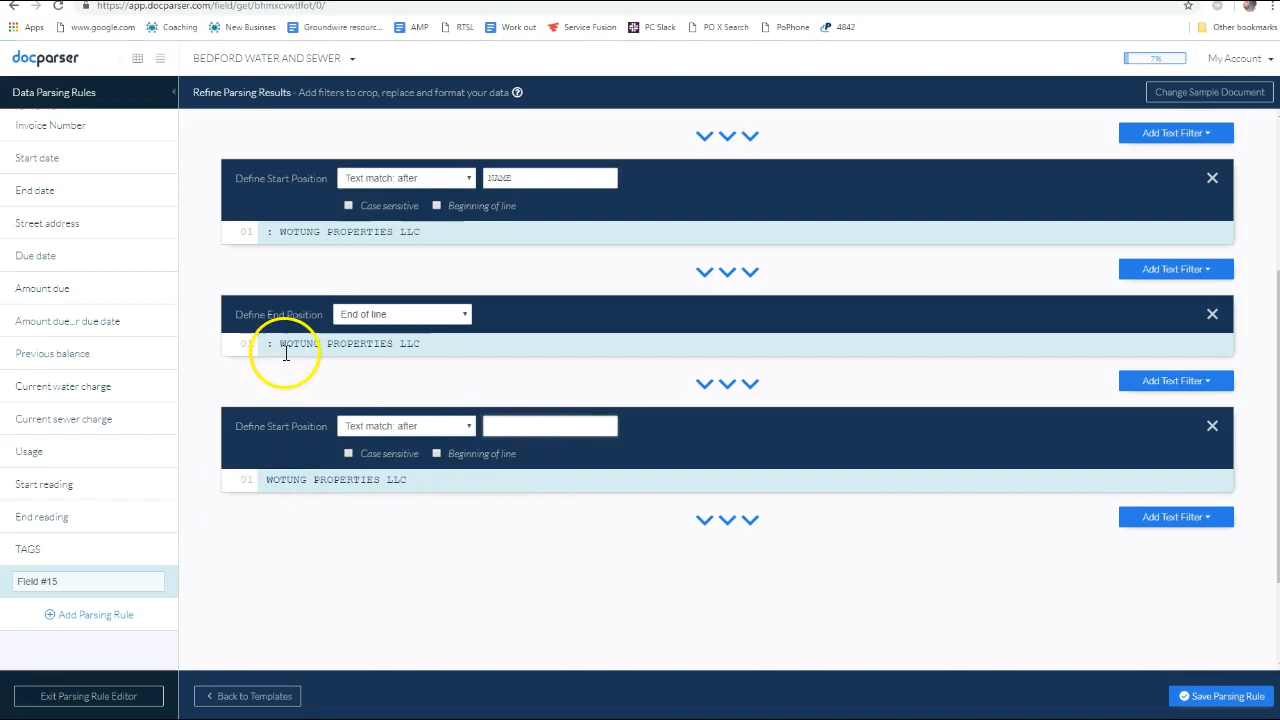 https://app.docparser.com/field/get/bhmxcvwtlfot/0/
Apps www.google.com Coaching New Business Groundwire resourc... AMP RTSL Work out Service Fusion PC Slack PO X Search PoPhone 4842 Other bookmarks
docparser BEDFORD WATER AND SEWER 7% My Account
Data Parsing Rules Refine Parsing Results - Add filters to crop, replace and format your data Change Sample Document
Invoice Number
Add Text Filter
Start date
Define Start Position Text match: after NAME
End date
Case sensitive Beginning of line
Street address
01 : WOTUNG PROPERTIES LLC
Due date
Add Text Filter
Amount due
Define End Position End of line
Amount due...r due date
01 : WOTUNG PROPERTIES LLC
Previous balance
Add Text Filter
Current water charge
Current sewer charge
Define Start Position Text match: after
Usage
Case sensitive Beginning of line
Start reading
01 WOTUNG PROPERTIES LLC
End reading
Add Text Filter
TAGS
Field #15
Add Parsing Rule
Exit Parsing Rule Editor Back to Templates Save Parsing Rule